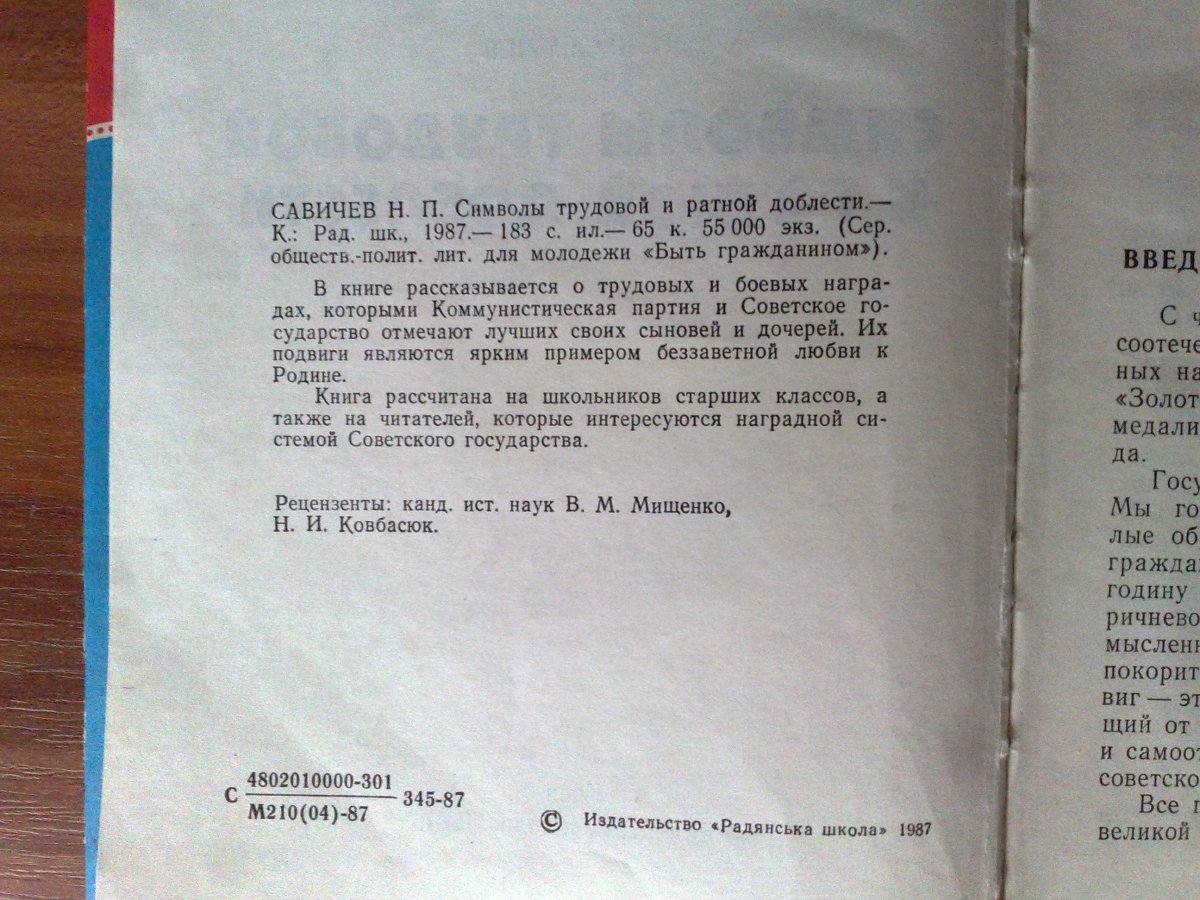 САВИЧЕВ Н. П. Символы трудовой и ратной доблести.—
К.: Рад. шк., 1987.— 183 с. ил.— 65 к. 55 000 экз. (Сер.
обществ.-полит. лит. для молодежи «Быть гражданином»).
В книге рассказывается о трудовых и боевых награ-
дах, которыми Коммунистическая партия и Советское го-
сударство отмечают лучших своих сыновей и дочерей. Их
подвиги являются ярким примером беззаветной любви к
Родине.
Книга рассчитана на школьников старших классов, а
также на читателей, которые интересуются наградной си-
стемой Советского государства.
Рецензенты: канд. ист. наук В. М. Мищенко,
Н. И. Ковбасюк.
4802010000-301
С 345-87
М210(04)-87
© Издательство «Радянська школа» 1987
ВВЕД
С ч
соотече
ных на
«Золот
медали
да.
Госу
Мы го
лые об
гражда
годину
ричнево
мысленн
покорит
виг — эт
щий от
и самоот
советско
Все п
великой